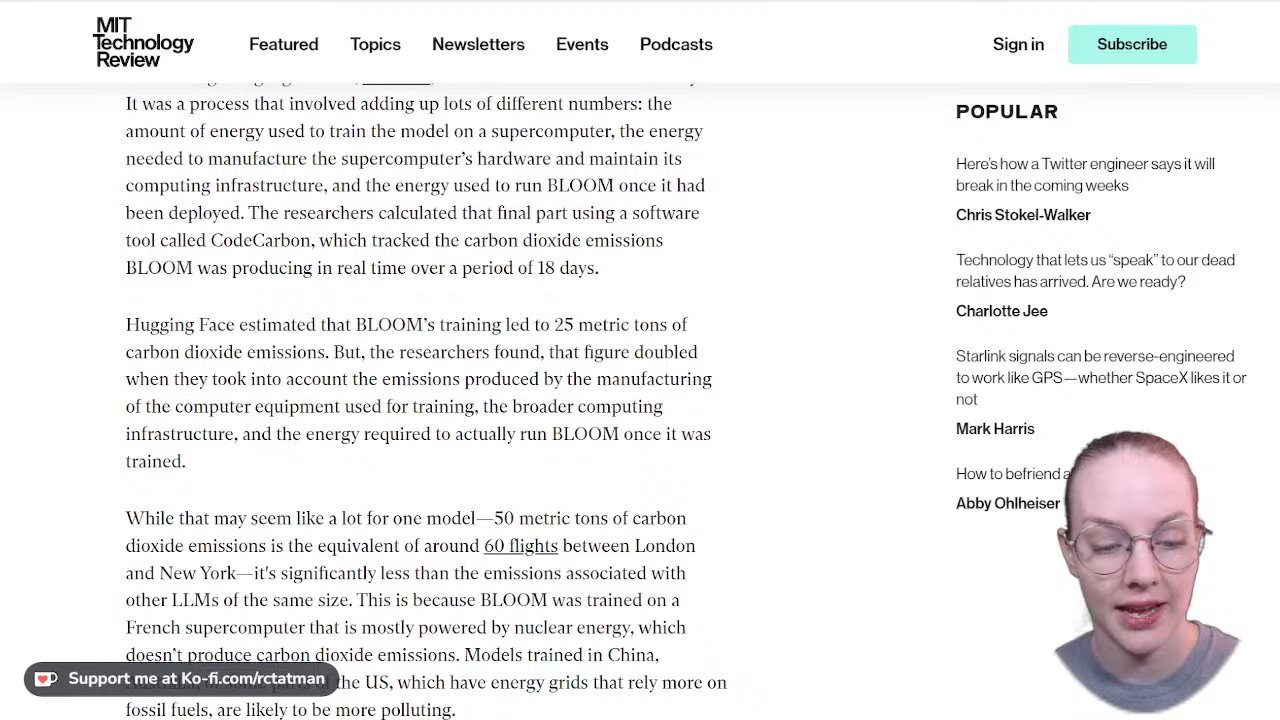 MIT
Technology
Review
Featured
Topics
Newsletters
Events
Podcasts
Sign in
Subscribe
It was a process that involved adding up lots of different numbers: the
amount of energy used to train the model on a supercomputer, the energy
needed to manufacture the supercomputer’s hardware and maintain its
computing infrastructure, and the energy used to run BLOOM once it had
been deployed. The researchers calculated that final part using a software
tool called CodeCarbon, which tracked the carbon dioxide emissions
BLOOM was producing in real time over a period of 18 days.
Hugging Face estimated that BLOOM’s training led to 25 metric tons of
carbon dioxide emissions. But, the researchers found, that figure doubled
when they took into account the emissions produced by the manufacturing
of the computer equipment used for training, the broader computing
infrastructure, and the energy required to actually run BLOOM once it was
trained.
While that may seem like a lot for one model—50 metric tons of carbon
dioxide emissions is the equivalent of around 60 flights between London
and New York—it's significantly less than the emissions associated with
other LLMs of the same size. This is because BLOOM was trained on a
French supercomputer that is mostly powered by nuclear energy, which
doesn’t produce carbon dioxide emissions. Models trained in China,
the US, which have energy grids that rely more on
fossil fuels, are likely to be more polluting.
POPULAR
Here’s how a Twitter engineer says it will
break in the coming weeks
Chris Stokel-Walker
Technology that lets us “speak” to our dead
relatives has arrived. Are we ready?
Charlotte Jee
Starlink signals can be reverse-engineered
to work like GPS—whether SpaceX likes it or
not
Mark Harris
How to befriend
Abby Ohlheiser
Support me at Ko-fi.com/rctatman